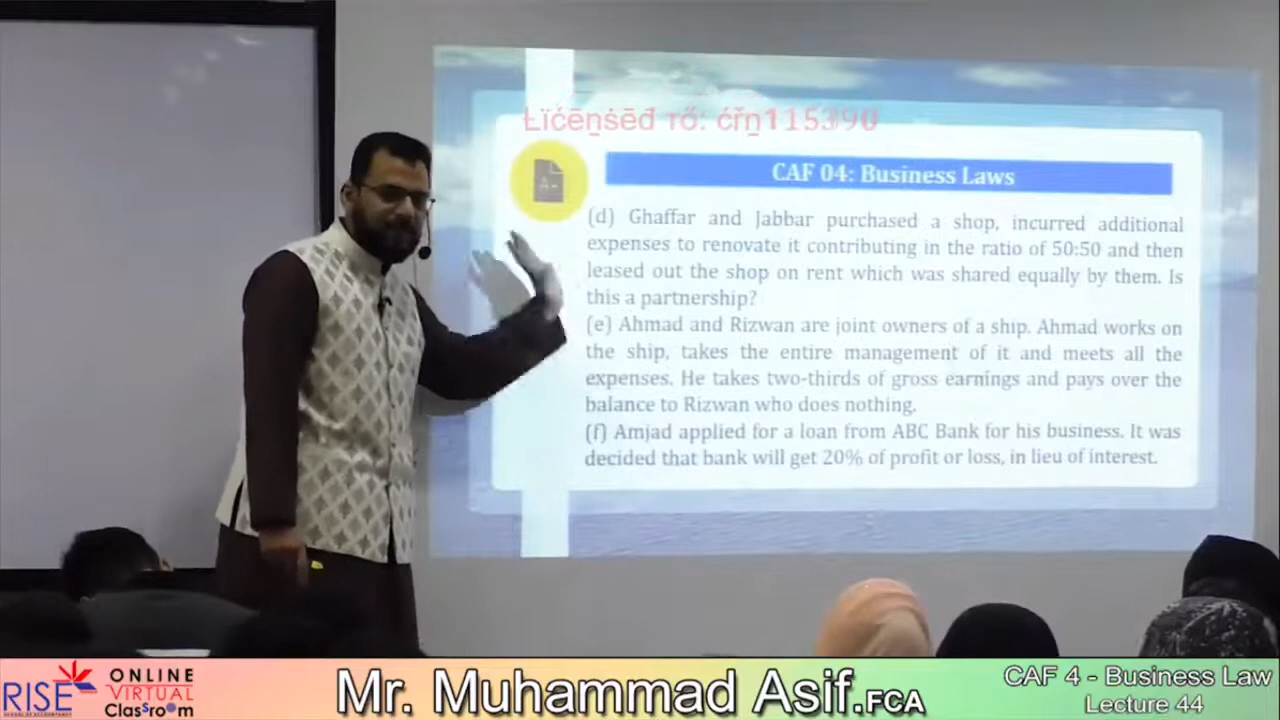 Łïćēṉṡēđ тő: ćřṉ115390
CAF 04: Business Laws
(d) Ghaffar and Jabbar purchased a shop, incurred additional
expenses to renovate it contributing in the ratio of 50:50 and then
leased out the shop on rent which was shared equally by them. Is
this a partnership?
(e) Ahmad and Rizwan are joint owners of a ship. Ahmad works on
the ship, takes the entire management of it and meets all the
expenses. He takes two-thirds of gross earnings and pays over the
balance to Rizwan who does nothing.
(f) Amjad applied for a loan from ABC Bank for his business. It was
decided that bank will get 20% of profit or loss, in lieu of interest.
RISE
ONLINE
VIRTUAL
ClasSroom
Mr. Muhammad Asif.FCA
CAF 4 - Business Law
Lecture 44